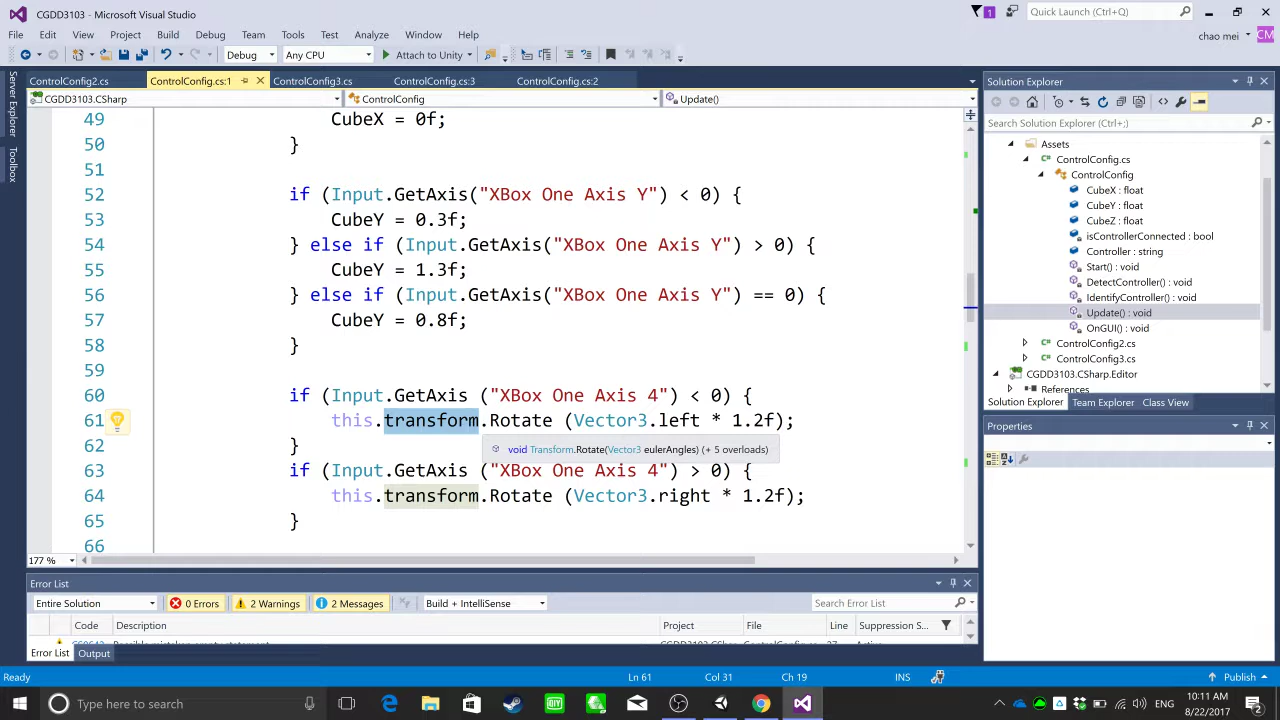 CGDD3103 - Microsoft Visual Studio
1
Quick Launch (Ctrl+Q)
File Edit View Project Build Debug Team Tools Test Analyze Window Help
chao mei
CM
Debug Any CPU Attach to Unity
Server Explorer
Toolbox
ControlConfig2.cs ControlConfig.cs:1 ControlConfig3.cs ControlConfig.cs:3 ControlConfig.cs:2
CGDD3103.CSharp ControlConfig Update()
49 CubeX = 0f;
50 }
51
52 if (Input.GetAxis("XBox One Axis Y") < 0) {
53 CubeY = 0.3f;
54 } else if (Input.GetAxis("XBox One Axis Y") > 0) {
55 CubeY = 1.3f;
56 } else if (Input.GetAxis("XBox One Axis Y") == 0) {
57 CubeY = 0.8f;
58 }
59
60 if (Input.GetAxis ("XBox One Axis 4") < 0) {
61 this.transform.Rotate (Vector3.left * 1.2f);
62 }
void Transform.Rotate(Vector3 eulerAngles) (+ 5 overloads)
63 if (Input.GetAxis ("XBox One Axis 4") > 0) {
64 this.transform.Rotate (Vector3.right * 1.2f);
65 }
66
177 %
Solution Explorer
Search Solution Explorer (Ctrl+;)
Assets
ControlConfig.cs
ControlConfig
CubeX : float
CubeY : float
CubeZ : float
isControllerConnected : bool
Controller : string
Start() : void
DetectController() : void
IdentifyController() : void
Update() : void
OnGUI() : void
ControlConfig2.cs
ControlConfig3.cs
CGDD3103.CSharp.Editor
References
Solution Explorer Team Explorer Class View
Properties
Error List
Entire Solution 0 Errors 2 Warnings 2 Messages Build + IntelliSense Search Error List
Code Description Project File Line Suppression S...
Error List Output
Ready Ln 61 Col 31 Ch 19 INS Publish
Type here to search
DIY
ENG
10:11 AM
8/22/2017
2